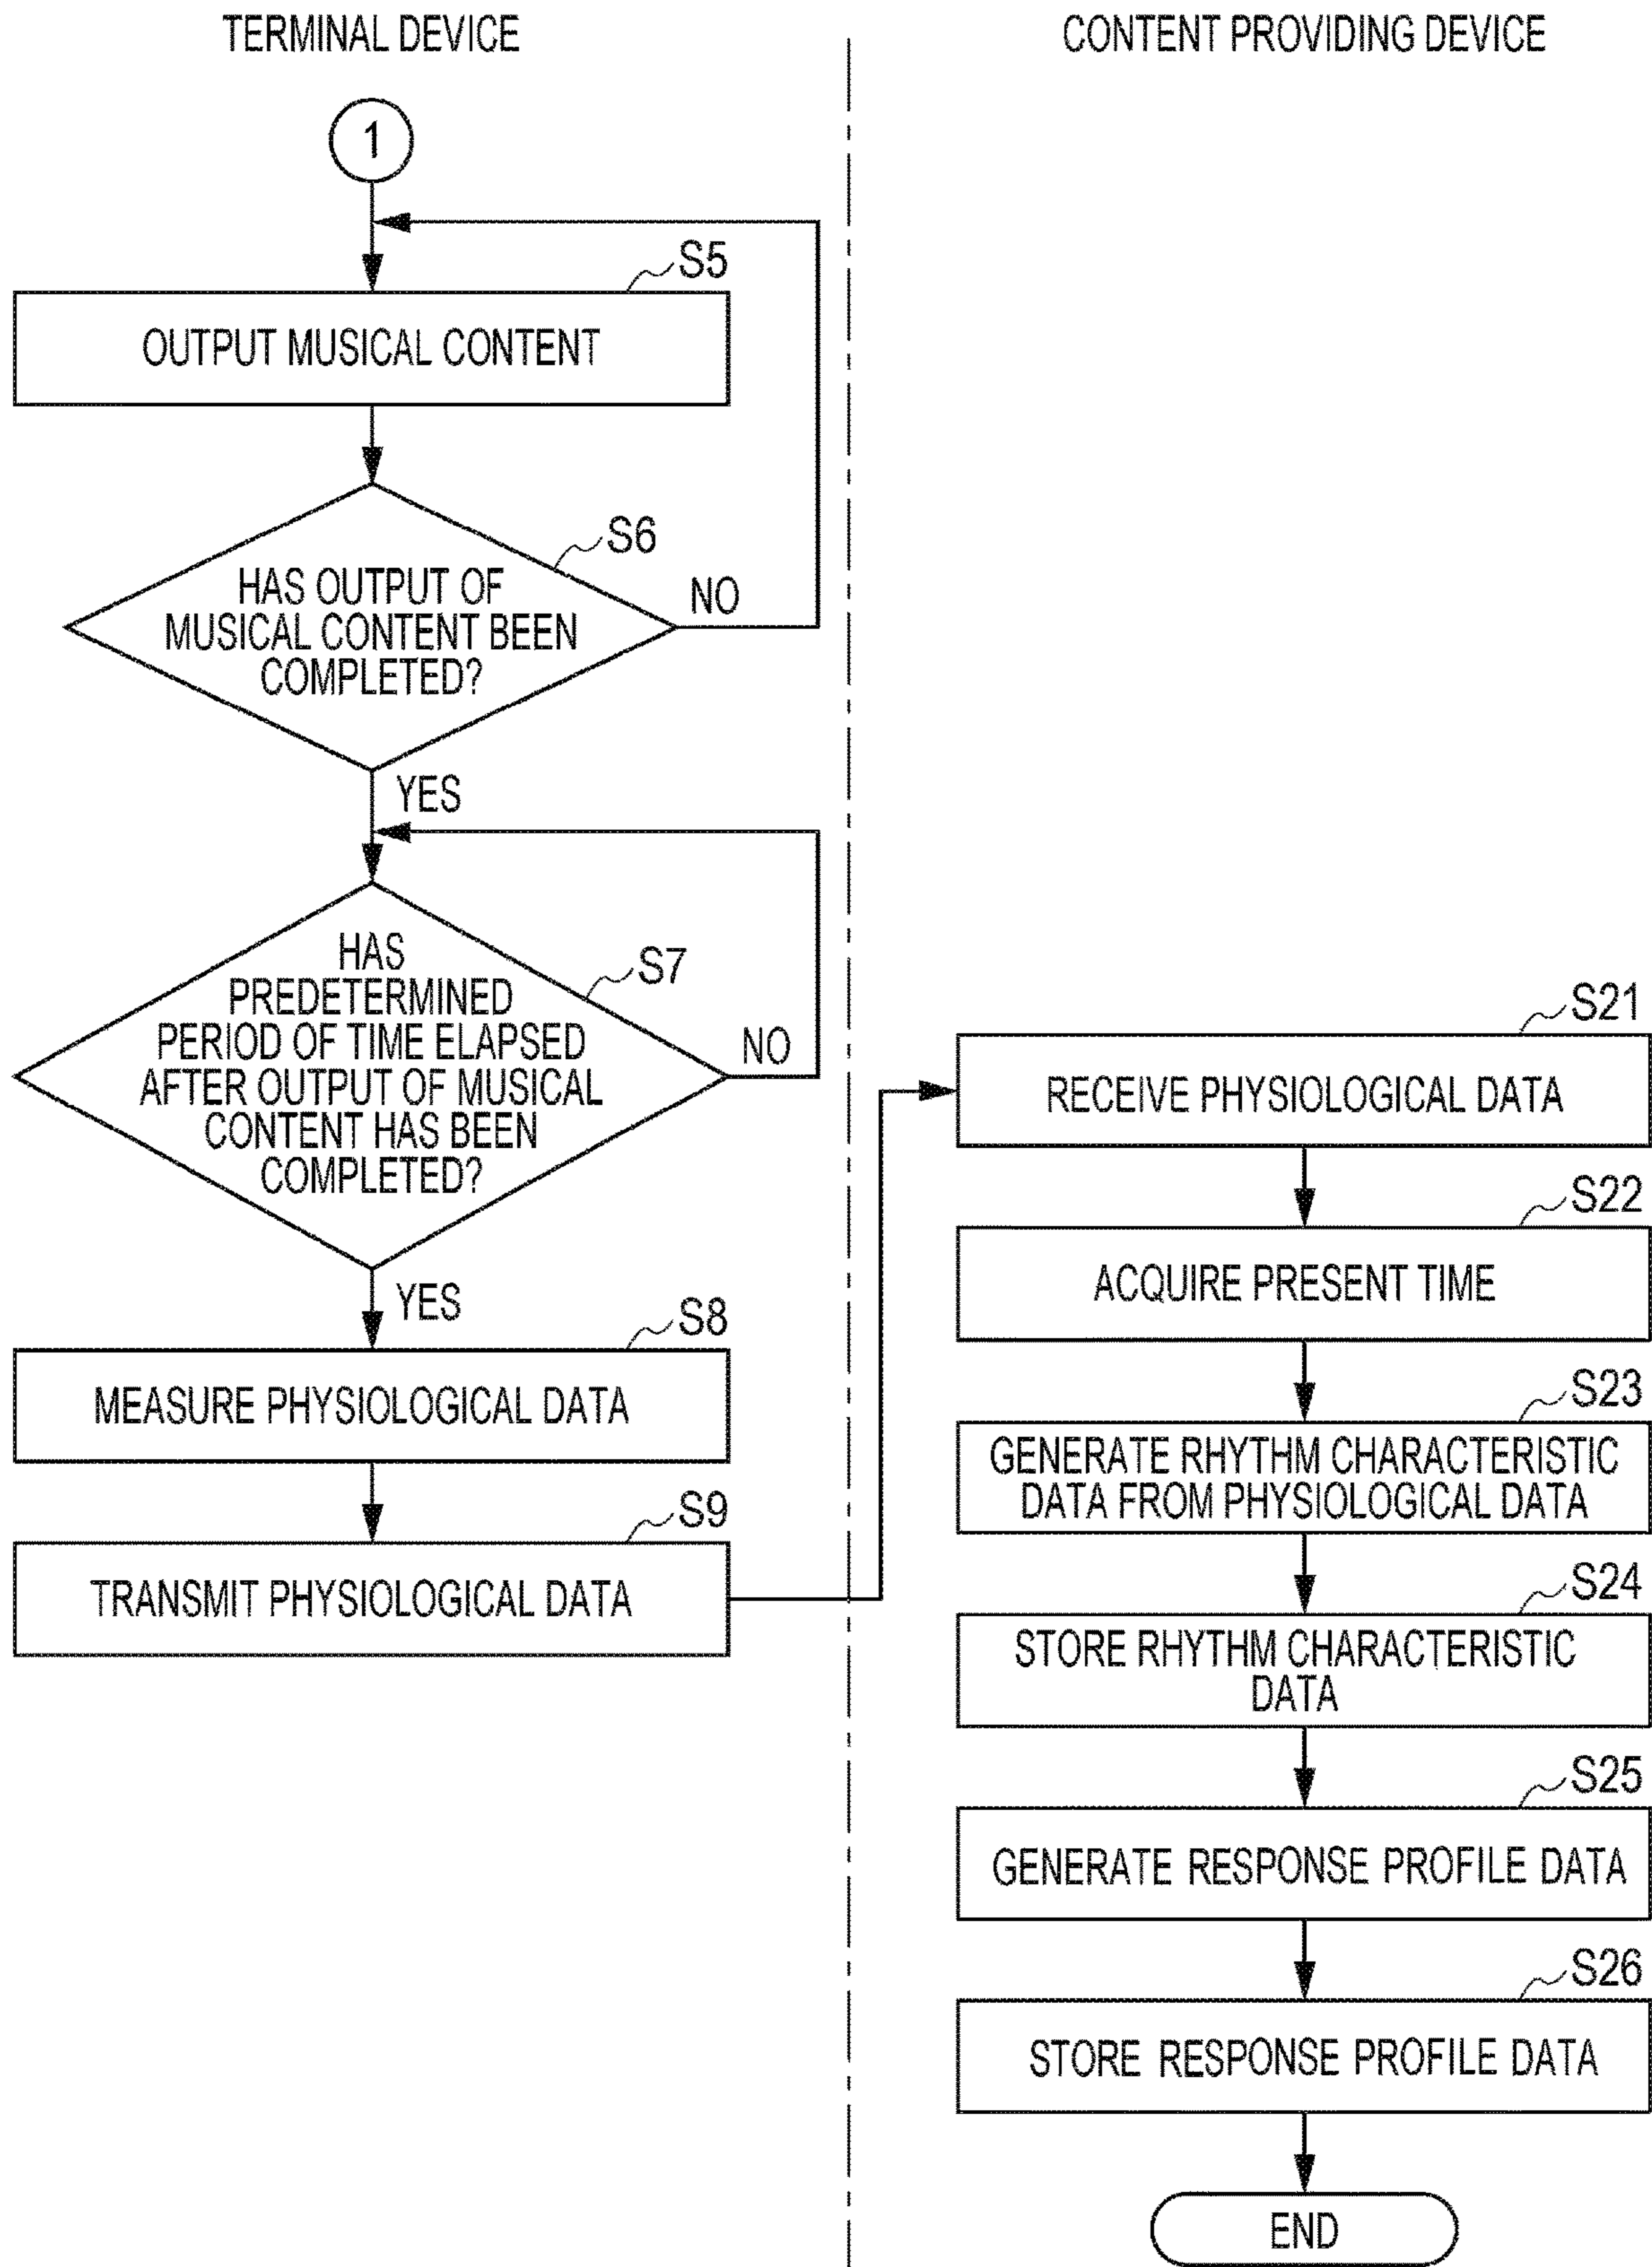 TERMINAL DEVICE
1
S5
OUTPUT MUSICAL CONTENT
S6
HAS OUTPUT OF
MUSICAL CONTENT BEEN
COMPLETED?
NO
YES
S7
HAS
PREDETERMINED
PERIOD OF TIME ELAPSED
AFTER OUTPUT OF MUSICAL
CONTENT HAS BEEN
COMPLETED?
NO
YES
S8
MEASURE PHYSIOLOGICAL DATA
S9
TRANSMIT PHYSIOLOGICAL DATA
CONTENT PROVIDING DEVICE
S21
RECEIVE PHYSIOLOGICAL DATA
S22
ACQUIRE PRESENT TIME
S23
GENERATE RHYTHM CHARACTERISTIC
DATA FROM PHYSIOLOGICAL DATA
S24
STORE RHYTHM CHARACTERISTIC
DATA
S25
GENERATE RESPONSE PROFILE DATA
S26
STORE RESPONSE PROFILE DATA
END